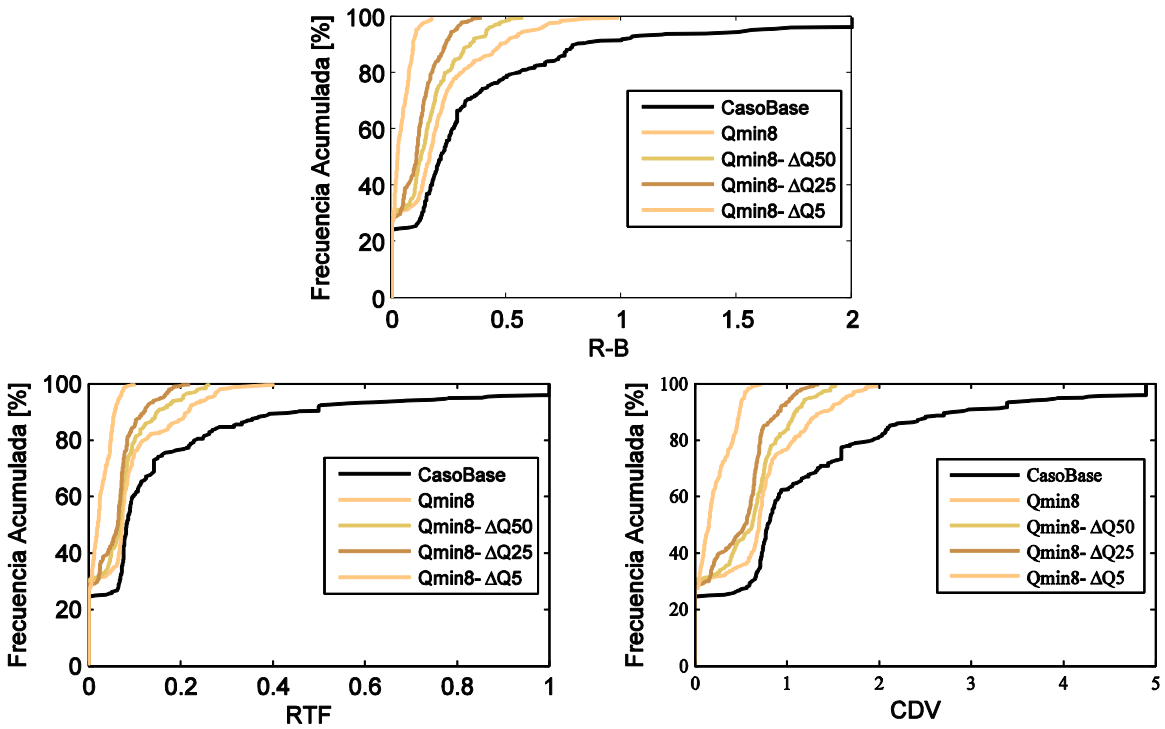 Frecuencia Acumulada [%]
100
80
60
40
20
0
0 0.5 1 1.5 2
R-B
CasoBase
Qmin8
Qmin8- ΔQ50
Qmin8- ΔQ25
Qmin8- ΔQ5
Frecuencia Acumulada [%]
100
80
60
40
20
0
0 0.2 0.4 0.6 0.8 1
RTF
CasoBase
Qmin8
Qmin8- ΔQ50
Qmin8- ΔQ25
Qmin8- ΔQ5
Frecuencia Acumulada [%]
100
80
60
40
20
0
0 1 2 3 4 5
CDV
CasoBase
Qmin8
Qmin8- ΔQ50
Qmin8- ΔQ25
Qmin8- ΔQ5